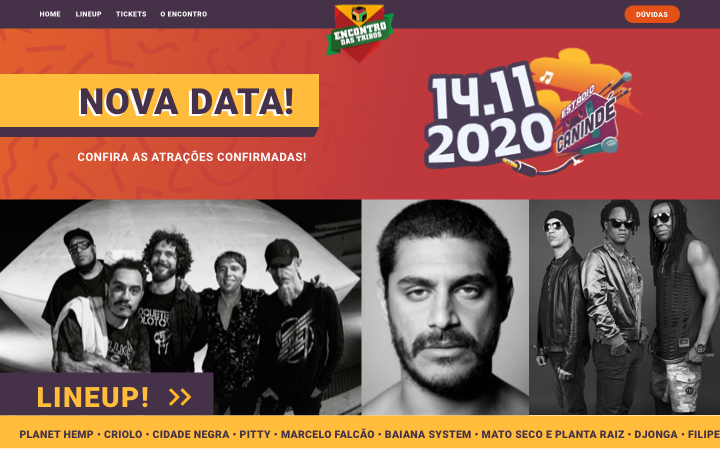 HOME LINEUP TICKETS O ENCONTRO
ENCONTRO
DAS TRIBOS
DÚVIDAS
NOVA DATA!
CONFIRA AS ATRAÇÕES CONFIRMADAS!
14.11
2020
ESTÁDIO
CANINDÉ
LINEUP! >>
PLANET HEMP • CRIOLO • CIDADE NEGRA • PITTY • MARCELO FALCÃO • BAIANA SYSTEM • MATO SECO E PLANTA RAIZ • DJONGA • FILIPE